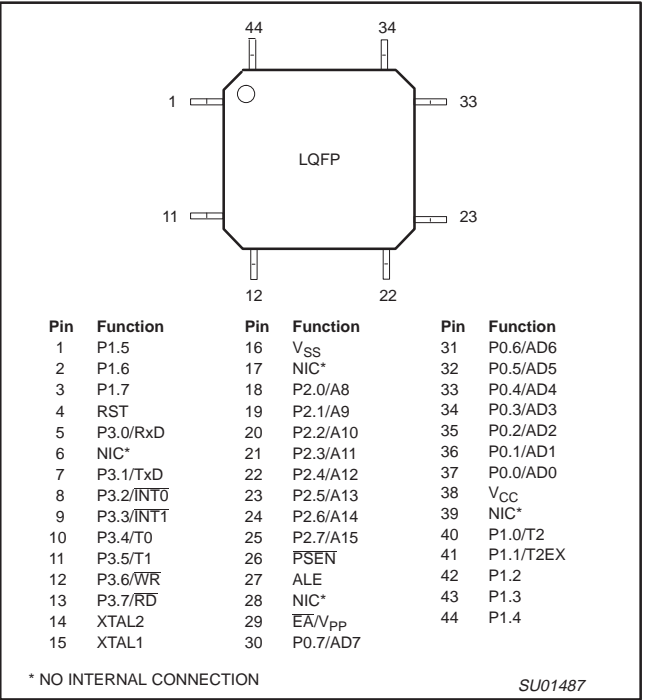 44 34
1 33
LQFP
11 23
12 22
Pin Function Pin Function Pin Function
1 P1.5 16 VSS 31 P0.6/AD6
2 P1.6 17 NIC* 32 P0.5/AD5
3 P1.7 18 P2.0/A8 33 P0.4/AD4
4 RST 19 P2.1/A9 34 P0.3/AD3
5 P3.0/RxD 20 P2.2/A10 35 P0.2/AD2
6 NIC* 21 P2.3/A11 36 P0.1/AD1
7 P3.1/TxD 22 P2.4/A12 37 P0.0/AD0
8 P3.2/I̅N̅T̅0̅ 23 P2.5/A13 38 VCC
9 P3.3/I̅N̅T̅1̅ 24 P2.6/A14 39 NIC*
10 P3.4/T0 25 P2.7/A15 40 P1.0/T2
11 P3.5/T1 26 P̅S̅E̅N̅ 41 P1.1/T2EX
12 P3.6/W̅R̅ 27 ALE 42 P1.2
13 P3.7/R̅D̅ 28 NIC* 43 P1.3
14 XTAL2 29 E̅A̅/VPP 44 P1.4
15 XTAL1 30 P0.7/AD7
* NO INTERNAL CONNECTION
SU01487